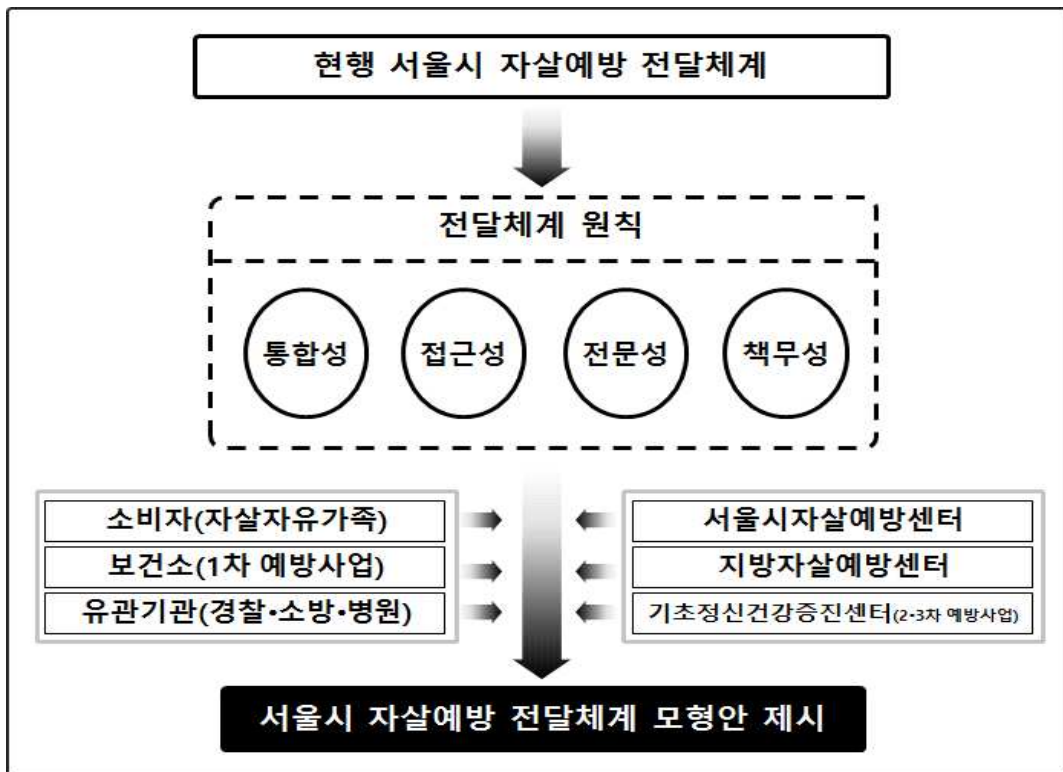 현행 서울시 자살예방 전달체계
전달체계 원칙
통합성
접근성
전문성
책무성
소비자(자살자유가족)
보건소(1차 예방사업)
유관기관(경찰•소방•병원)
서울시자살예방센터
지방자살예방센터
기초정신건강증진센터(2•3차 예방사업)
서울시 자살예방 전달체계 모형안 제시